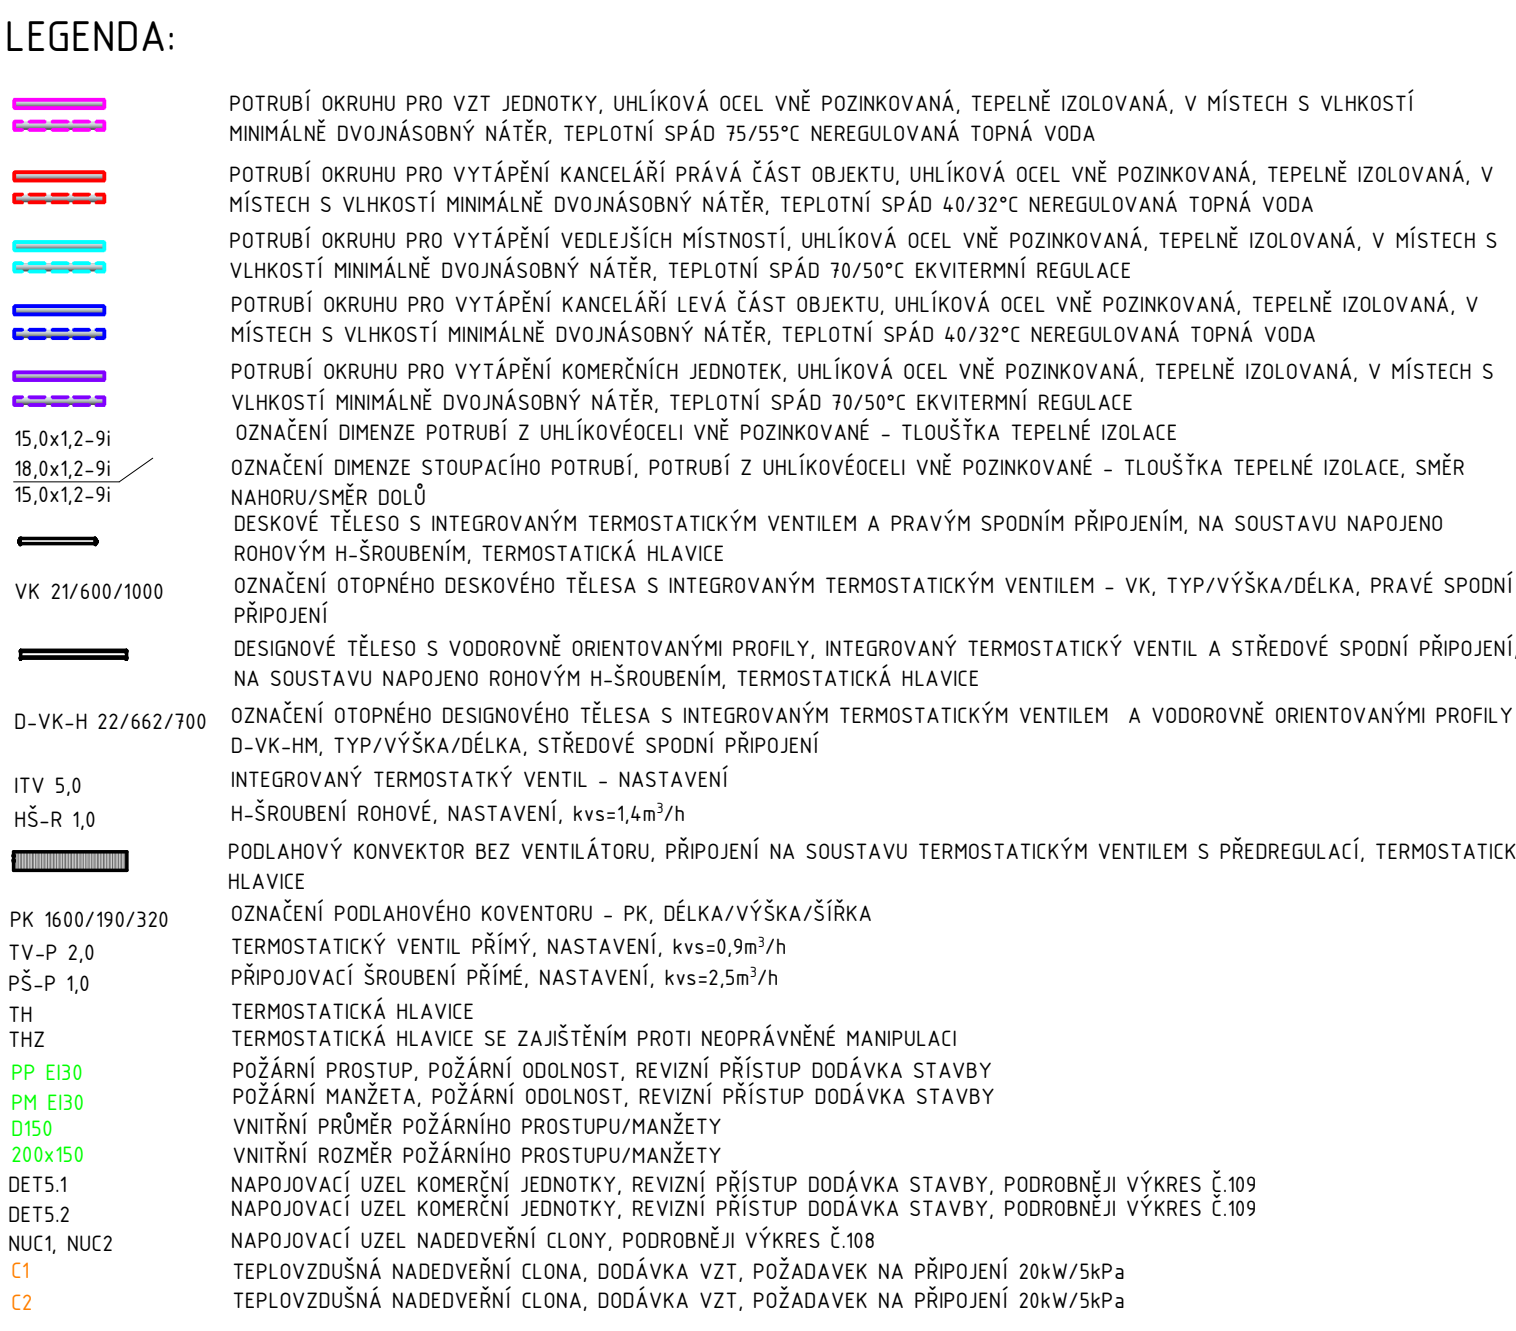 LEGENDA:
POTRUBÍ OKRUHU PRO VZT JEDNOTKY, UHLÍKOVÁ OCEL VNĚ POZINKOVANÁ, TEPELNĚ IZOLOVANÁ, V MÍSTECH S VLHKOSTÍ
MINIMÁLNĚ DVOJNÁSOBNÝ NÁTĚR, TEPLOTNÍ SPÁD 75/55°C NEREGULOVANÁ TOPNÁ VODA
POTRUBÍ OKRUHU PRO VYTÁPĚNÍ KANCELÁŘÍ PRÁVÁ ČÁST OBJEKTU, UHLÍKOVÁ OCEL VNĚ POZINKOVANÁ, TEPELNĚ IZOLOVANÁ, V
MÍSTECH S VLHKOSTÍ MINIMÁLNĚ DVOJNÁSOBNÝ NÁTĚR, TEPLOTNÍ SPÁD 40/32°C NEREGULOVANÁ TOPNÁ VODA
POTRUBÍ OKRUHU PRO VYTÁPĚNÍ VEDLEJŠÍCH MÍSTNOSTÍ, UHLÍKOVÁ OCEL VNĚ POZINKOVANÁ, TEPELNĚ IZOLOVANÁ, V MÍSTECH S
VLHKOSTÍ MINIMÁLNĚ DVOJNÁSOBNÝ NÁTĚR, TEPLOTNÍ SPÁD 70/50°C EKVITERMNÍ REGULACE
POTRUBÍ OKRUHU PRO VYTÁPĚNÍ KANCELÁŘÍ LEVÁ ČÁST OBJEKTU, UHLÍKOVÁ OCEL VNĚ POZINKOVANÁ, TEPELNĚ IZOLOVANÁ, V
MÍSTECH S VLHKOSTÍ MINIMÁLNĚ DVOJNÁSOBNÝ NÁTĚR, TEPLOTNÍ SPÁD 40/32°C NEREGULOVANÁ TOPNÁ VODA
POTRUBÍ OKRUHU PRO VYTÁPĚNÍ KOMERČNÍCH JEDNOTEK, UHLÍKOVÁ OCEL VNĚ POZINKOVANÁ, TEPELNĚ IZOLOVANÁ, V MÍSTECH S
VLHKOSTÍ MINIMÁLNĚ DVOJNÁSOBNÝ NÁTĚR, TEPLOTNÍ SPÁD 70/50°C EKVITERMNÍ REGULACE
15,0x1,2-9i OZNAČENÍ DIMENZE POTRUBÍ Z UHLÍKOVÉOCELI VNĚ POZINKOVANÉ - TLOUŠŤKA TEPELNÉ IZOLACE
18,0x1,2-9i OZNAČENÍ DIMENZE STOUPACÍHO POTRUBÍ, POTRUBÍ Z UHLÍKOVÉOCELI VNĚ POZINKOVANÉ - TLOUŠŤKA TEPELNÉ IZOLACE, SMĚR
15,0x1,2-9i NAHORU/SMĚR DOLŮ
DESKOVÉ TĚLESO S INTEGROVANÝM TERMOSTATICKÝM VENTILEM A PRAVÝM SPODNÍM PŘIPOJENÍM, NA SOUSTAVU NAPOJENO
ROHOVÝM H-ŠROUBENÍM, TERMOSTATICKÁ HLAVICE
VK 21/600/1000 OZNAČENÍ OTOPNÉHO DESKOVÉHO TĚLESA S INTEGROVANÝM TERMOSTATICKÝM VENTILEM - VK, TYP/VÝŠKA/DÉLKA, PRAVÉ SPODNÍ
PŘIPOJENÍ
DESIGNOVÉ TĚLESO S VODOROVNĚ ORIENTOVANÝMI PROFILY, INTEGROVANÝ TERMOSTATICKÝ VENTIL A STŘEDOVÉ SPODNÍ PŘIPOJENÍ,
NA SOUSTAVU NAPOJENO ROHOVÝM H-ŠROUBENÍM, TERMOSTATICKÁ HLAVICE
D-VK-H 22/662/700 OZNAČENÍ OTOPNÉHO DESIGNOVÉHO TĚLESA S INTEGROVANÝM TERMOSTATICKÝM VENTILEM A VODOROVNĚ ORIENTOVANÝMI PROFILY
D-VK-HM, TYP/VÝŠKA/DÉLKA, STŘEDOVÉ SPODNÍ PŘIPOJENÍ
ITV 5,0 INTEGROVANÝ TERMOSTATKÝ VENTIL - NASTAVENÍ
HŠ-R 1,0 H-ŠROUBENÍ ROHOVÉ, NASTAVENÍ, kvs=1,4m³/h
PODLAHOVÝ KONVEKTOR BEZ VENTILÁTORU, PŘIPOJENÍ NA SOUSTAVU TERMOSTATICKÝM VENTILEM S PŘEDREGULACÍ, TERMOSTATICK
HLAVICE
PK 1600/190/320 OZNAČENÍ PODLAHOVÉHO KOVENTORU - PK, DÉLKA/VÝŠKA/ŠÍŘKA
TV-P 2,0 TERMOSTATICKÝ VENTIL PŘÍMÝ, NASTAVENÍ, kvs=0,9m³/h
PŠ-P 1,0 PŘIPOJOVACÍ ŠROUBENÍ PŘÍMÉ, NASTAVENÍ, kvs=2,5m³/h
TH TERMOSTATICKÁ HLAVICE
THZ TERMOSTATICKÁ HLAVICE SE ZAJIŠTĚNÍM PROTI NEOPRÁVNĚNÉ MANIPULACI
PP EI30 POŽÁRNÍ PROSTUP, POŽÁRNÍ ODOLNOST, REVIZNÍ PŘÍSTUP DODÁVKA STAVBY
PM EI30 POŽÁRNÍ MANŽETA, POŽÁRNÍ ODOLNOST, REVIZNÍ PŘÍSTUP DODÁVKA STAVBY
D150 VNITŘNÍ PRŮMĚR POŽÁRNÍHO PROSTUPU/MANŽETY
200x150 VNITŘNÍ ROZMĚR POŽÁRNÍHO PROSTUPU/MANŽETY
DET5.1 NAPOJOVACÍ UZEL KOMERČNÍ JEDNOTKY, REVIZNÍ PŘÍSTUP DODÁVKA STAVBY, PODROBNĚJI VÝKRES Č.109
DET5.2 NAPOJOVACÍ UZEL KOMERČNÍ JEDNOTKY, REVIZNÍ PŘÍSTUP DODÁVKA STAVBY, PODROBNĚJI VÝKRES Č.109
NUC1, NUC2 NAPOJOVACÍ UZEL NADEDVEŘNÍ CLONY, PODROBNĚJI VÝKRES Č.108
C1 TEPLOVZDUŠNÁ NADEDVEŘNÍ CLONA, DODÁVKA VZT, POŽADAVEK NA PŘIPOJENÍ 20kW/5kPa
C2 TEPLOVZDUŠNÁ NADEDVEŘNÍ CLONA, DODÁVKA VZT, POŽADAVEK NA PŘIPOJENÍ 20kW/5kPa